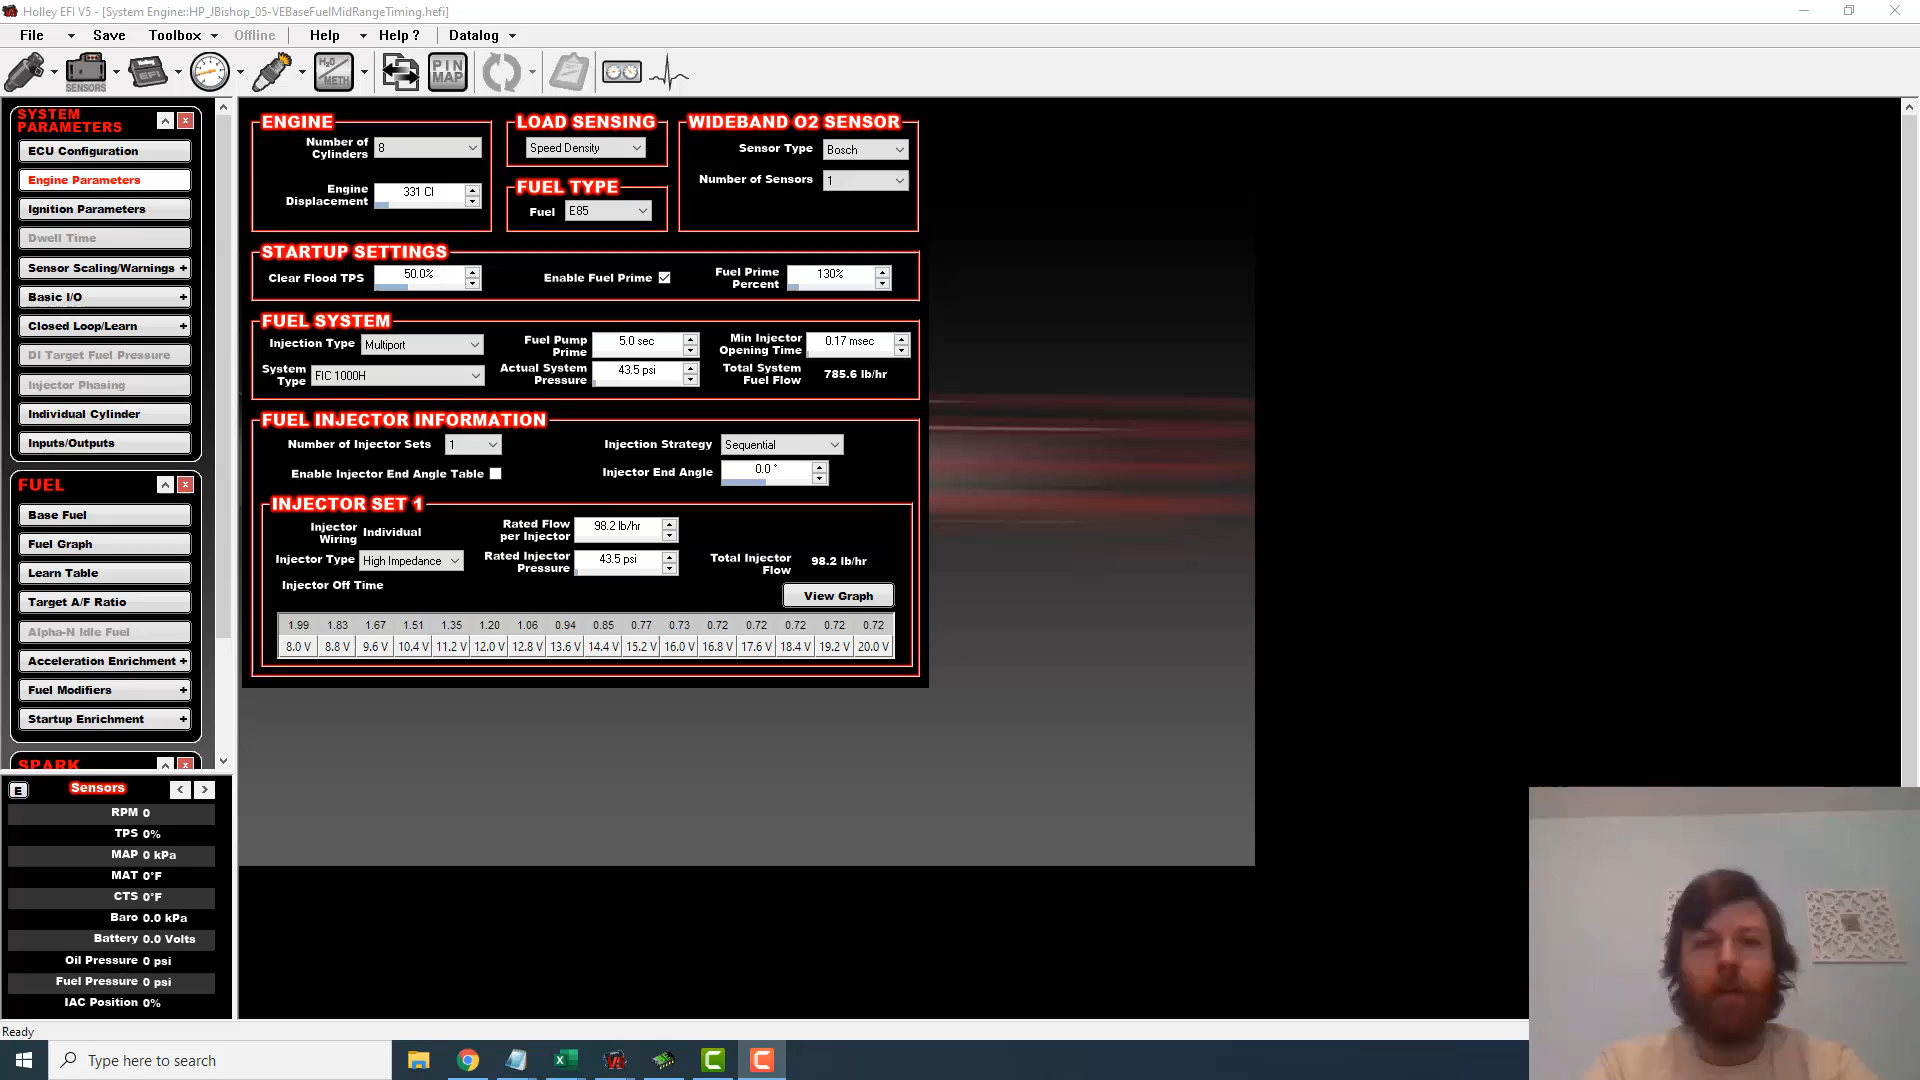 Holley EFI V5 - [System Engine::HP_JBishop_05-VEBaseFuelMidRangeTiming.hefi]
File Save Toolbox Offline Help Help ? Datalog
SENSORS
Holley EFI
H2O METH
PIN MAP
SYSTEM PARAMETERS
ECU Configuration
Engine Parameters
Ignition Parameters
Dwell Time
Sensor Scaling/Warnings +
Basic I/O +
Closed Loop/Learn +
DI Target Fuel Pressure
Injector Phasing
Individual Cylinder
Inputs/Outputs
FUEL
Base Fuel
Fuel Graph
Learn Table
Target A/F Ratio
Alpha-N Idle Fuel
Acceleration Enrichment +
Fuel Modifiers +
Startup Enrichment +
SPARK
E Sensors < >
RPM 0
TPS 0%
MAP 0 kPa
MAT 0°F
CTS 0°F
Baro 0.0 kPa
Battery 0.0 Volts
Oil Pressure 0 psi
Fuel Pressure 0 psi
IAC Position 0%
ENGINE
Number of Cylinders 8
Engine Displacement 331 CI
LOAD SENSING
Speed Density
FUEL TYPE
Fuel E85
WIDEBAND O2 SENSOR
Sensor Type Bosch
Number of Sensors 1
STARTUP SETTINGS
Clear Flood TPS 50.0% Enable Fuel Prime Fuel Prime Percent 130%
FUEL SYSTEM
Injection Type Multiport Fuel Pump Prime 5.0 sec Min Injector Opening Time 0.17 msec
System Type FIC 1000H Actual System Pressure 43.5 psi Total System Fuel Flow 785.6 lb/hr
FUEL INJECTOR INFORMATION
Number of Injector Sets 1 Injection Strategy Sequential
Enable Injector End Angle Table Injector End Angle 0.0 °
INJECTOR SET 1
Injector Wiring Individual Rated Flow per Injector 98.2 lb/hr
Injector Type High Impedance Rated Injector Pressure 43.5 psi Total Injector Flow 98.2 lb/hr
Injector Off Time
View Graph
1.99 1.83 1.67 1.51 1.35 1.20 1.06 0.94 0.85 0.77 0.73 0.72 0.72 0.72 0.72 0.72
8.0 V 8.8 V 9.6 V 10.4 V 11.2 V 12.0 V 12.8 V 13.6 V 14.4 V 15.2 V 16.0 V 16.8 V 17.6 V 18.4 V 19.2 V 20.0 V
Ready
Type here to search